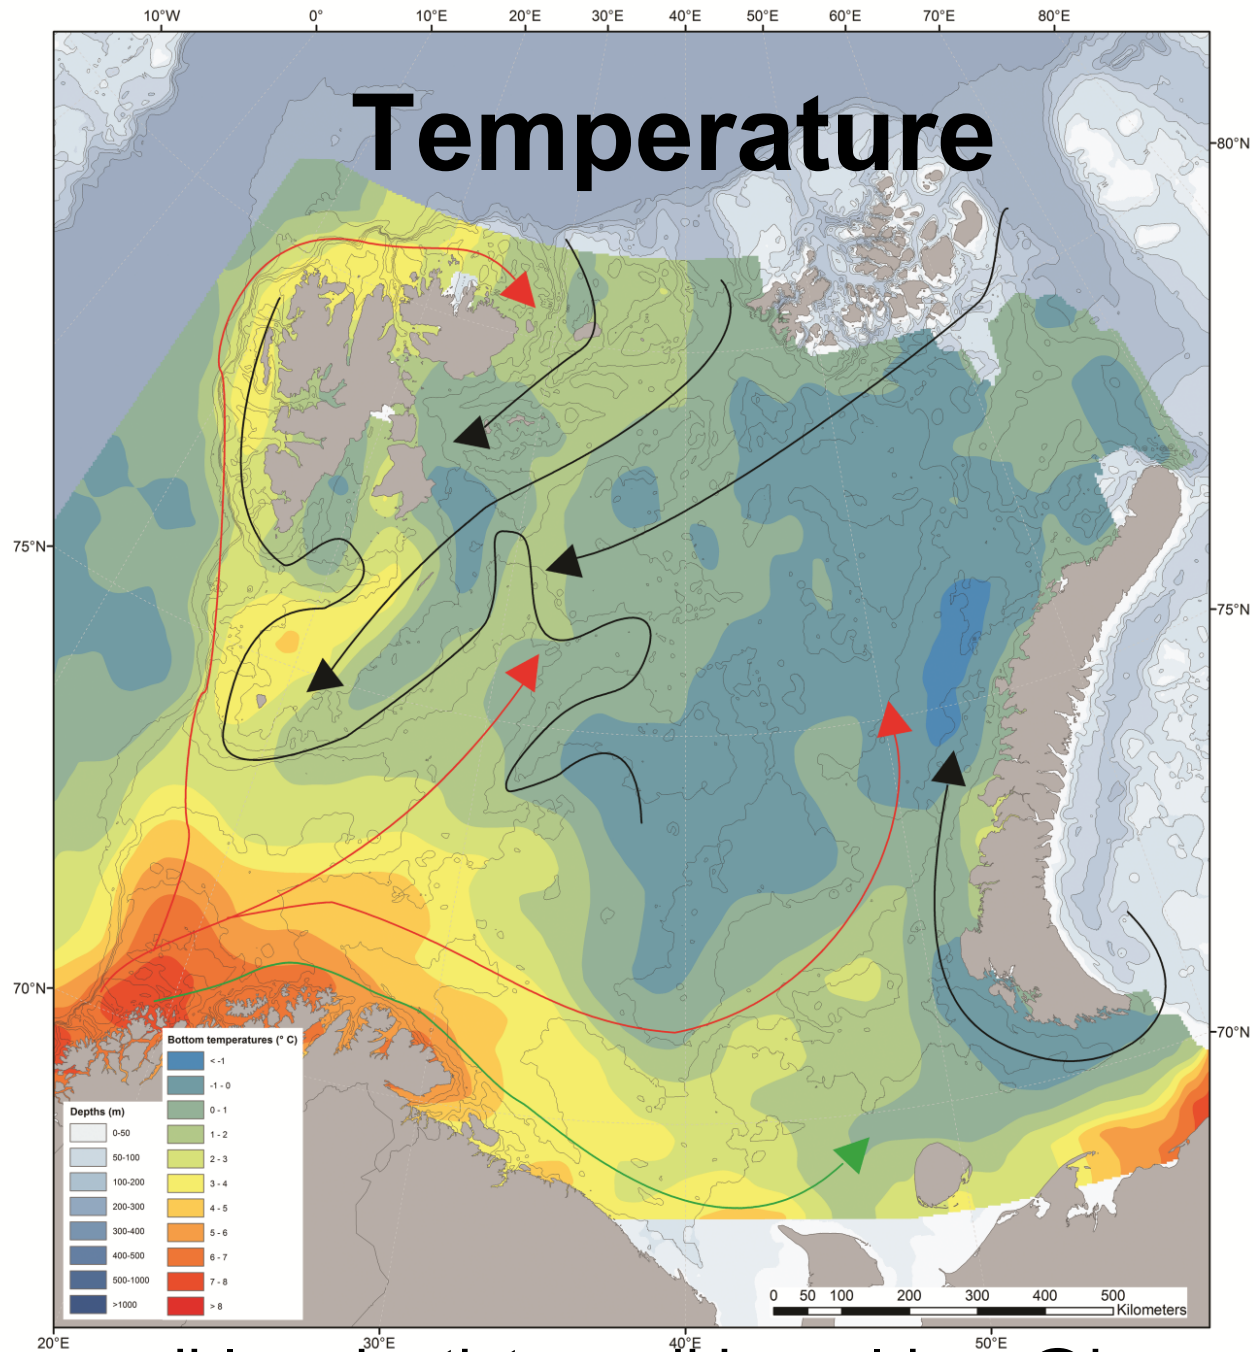 10°W 0° 10°E 20°E 30°E 40°E 50°E 60°E 70°E 80°E
Temperature
80°N
75°N
75°N
70°N
70°N
Bottom temperatures (° C)
< -1
-1 - 0
0 - 1
1 - 2
2 - 3
3 - 4
4 - 5
5 - 6
6 - 7
7 - 8
> 8
Depths (m)
0-50
50-100
100-200
200-300
300-400
400-500
500-1000
>1000
0 50 100 200 300 400 500
Kilometers
20°E 30°E 40°E 50°E